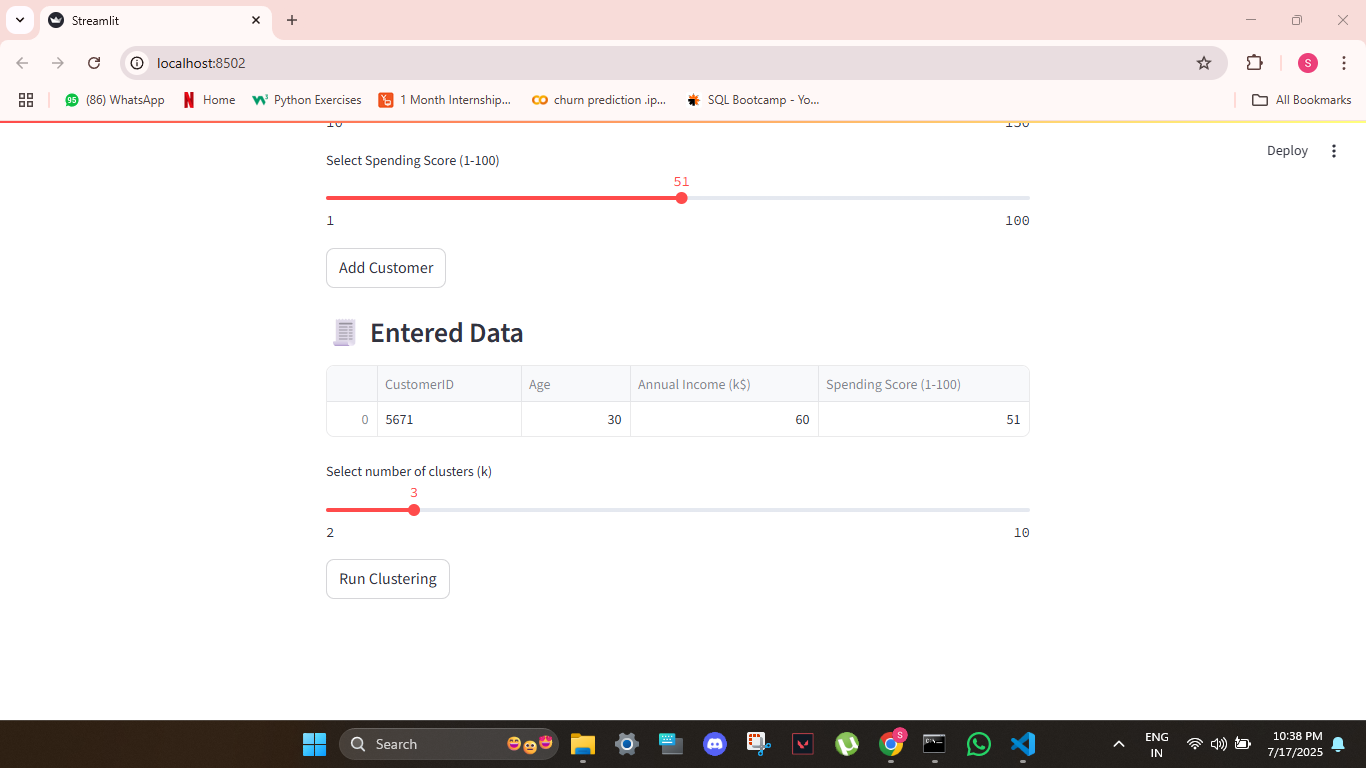 Streamlit
localhost:8502
S
95 (86) WhatsApp
Home
Python Exercises
1 Month Internship...
churn prediction .ip...
SQL Bootcamp - Yo...
All Bookmarks
10 150
Deploy
Select Spending Score (1-100)
51
1 100
Add Customer
Entered Data
CustomerID Age Annual Income (k$) Spending Score (1-100)
0 5671 30 60 51
Select number of clusters (k)
3
2 10
Run Clustering
Search
S
ENG
IN
10:38 PM
7/17/2025